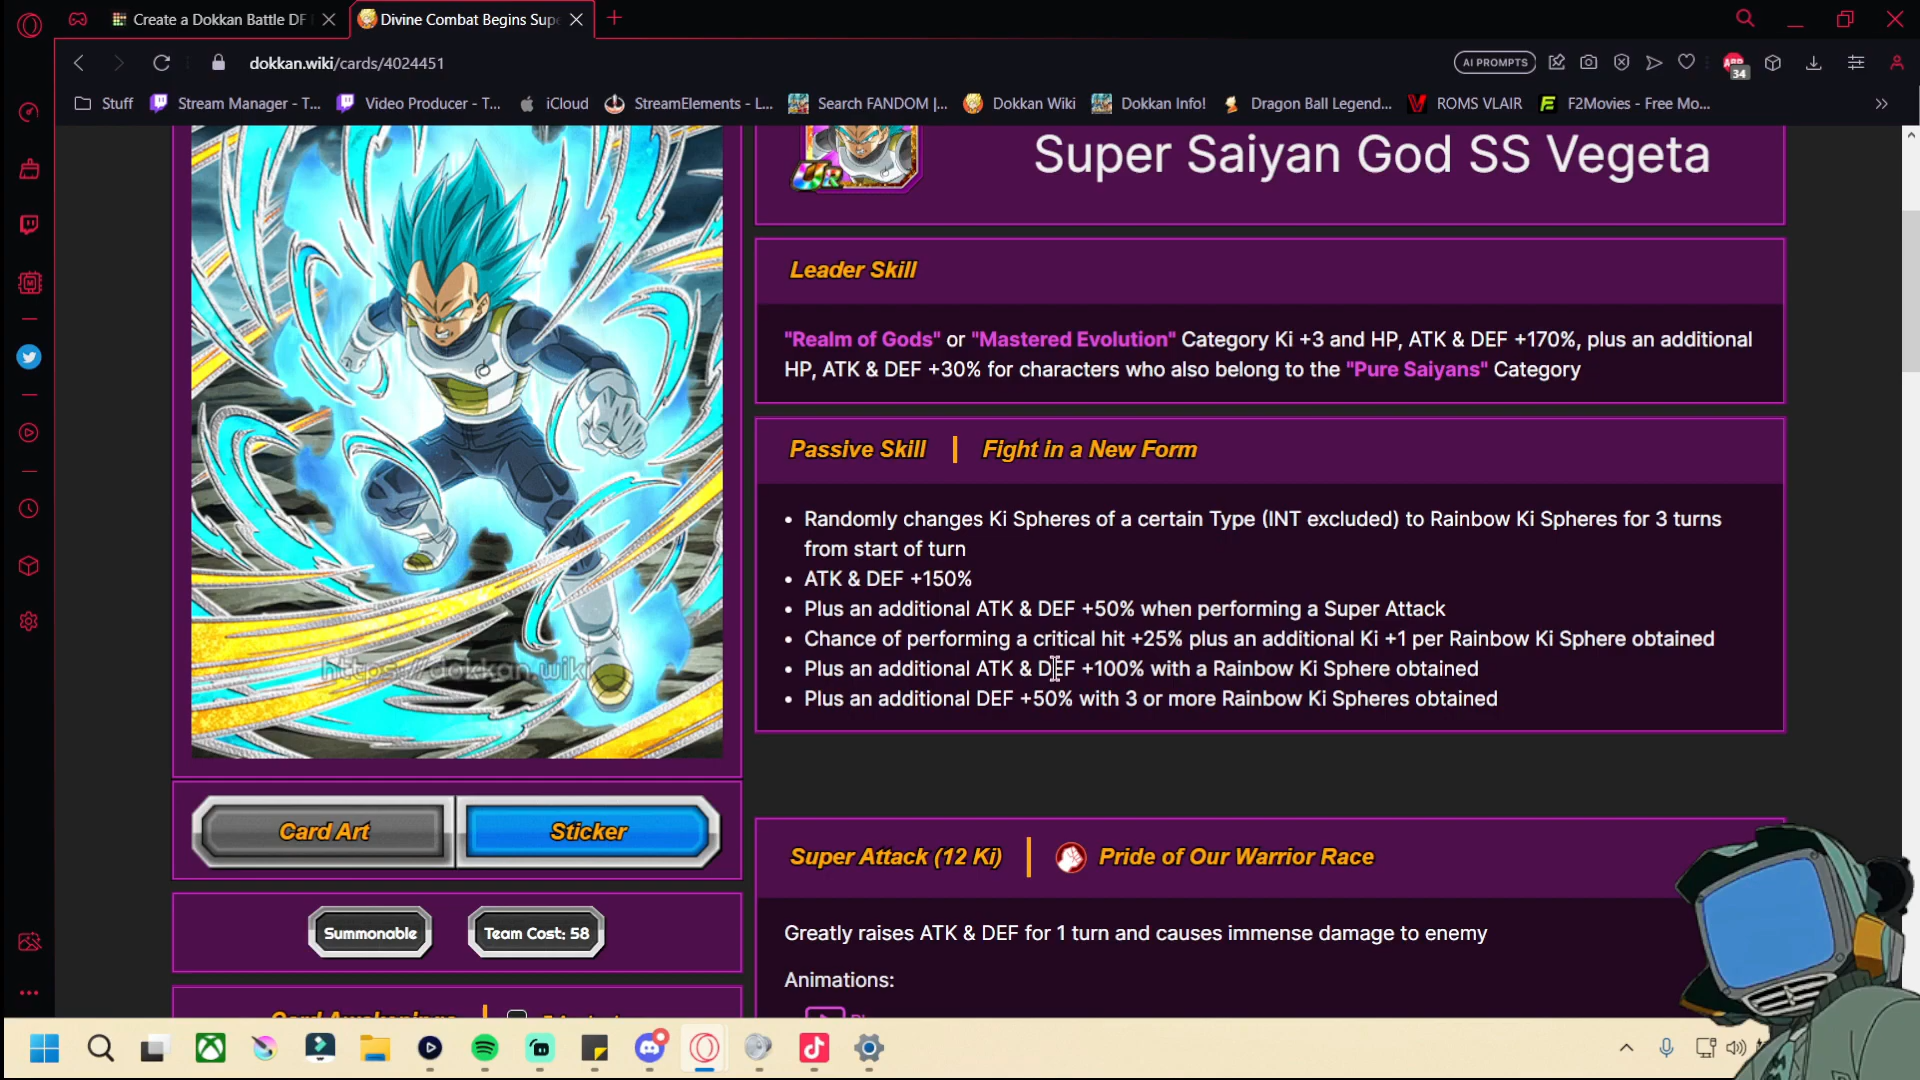 Create a Dokkan Battle DF
Divine Combat Begins Supe
dokkan.wiki/cards/4024451
AI PROMPTS
34
Stuff
Stream Manager - T...
Video Producer - T...
iCloud
StreamElements - L...
Search FANDOM |...
Dokkan Wiki
Dokkan Info!
Dragon Ball Legend...
ROMS VLAIR
F2Movies - Free Mo...
UR
Super Saiyan God SS Vegeta
Leader Skill
"Realm of Gods" or "Mastered Evolution" Category Ki +3 and HP, ATK & DEF +170%, plus an additional
HP, ATK & DEF +30% for characters who also belong to the "Pure Saiyans" Category
Passive Skill | Fight in a New Form
• Randomly changes Ki Spheres of a certain Type (INT excluded) to Rainbow Ki Spheres for 3 turns
from start of turn
• ATK & DEF +150%
• Plus an additional ATK & DEF +50% when performing a Super Attack
• Chance of performing a critical hit +25% plus an additional Ki +1 per Rainbow Ki Sphere obtained
• Plus an additional ATK & DEF +100% with a Rainbow Ki Sphere obtained
• Plus an additional DEF +50% with 3 or more Rainbow Ki Spheres obtained
https://dokkan.wiki
Card Art
Sticker
Summonable
Team Cost: 58
Super Attack (12 Ki) | Pride of Our Warrior Race
Greatly raises ATK & DEF for 1 turn and causes immense damage to enemy
Animations:
Card Awakenings